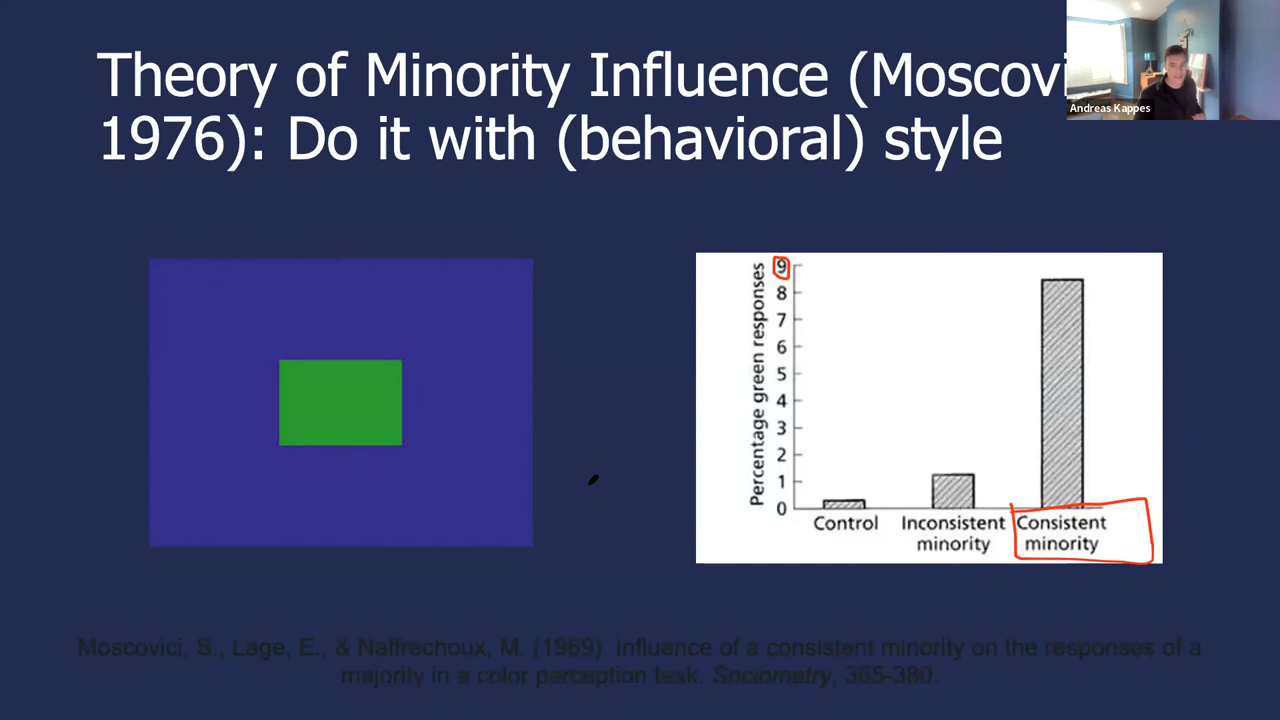 Theory of Minority Influence (Moscovi
1976): Do it with (behavioral) style
Andreas Kappes
Percentage green responses
9
8
7
6
5
4
3
2
1
0
Control
Inconsistent
minority
Consistent
minority
Moscovici, S., Lage, E., & Naffrechoux, M. (1969). Influence of a consistent minority on the responses of a
majority in a color perception task. Sociometry, 365-380.